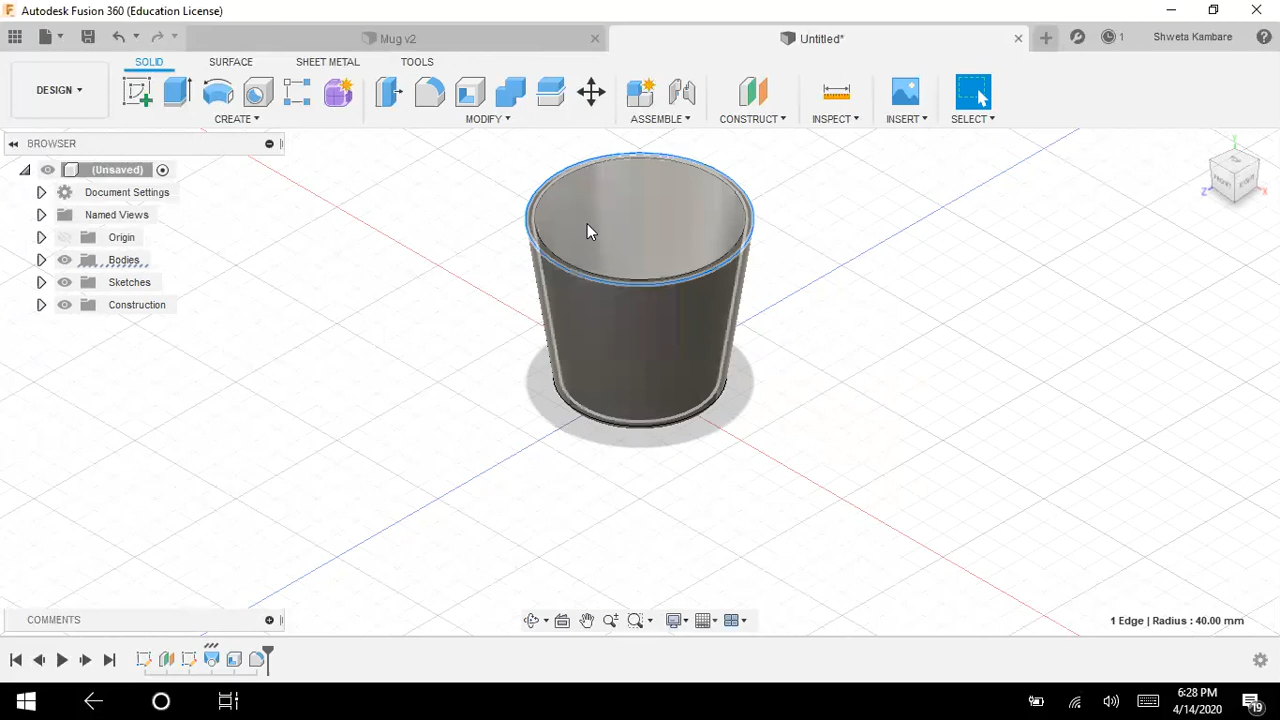 Autodesk Fusion 360 (Education License)
Mug v2
Untitled*
1
Shweta Kambare
SOLID
SURFACE
SHEET METAL
TOOLS
DESIGN
CREATE
MODIFY
ASSEMBLE
CONSTRUCT
INSPECT
INSERT
SELECT
BROWSER
(Unsaved)
Document Settings
Named Views
Origin
Bodies
Sketches
Construction
Y
Z
X
COMMENTS
1 Edge | Radius : 40.00 mm
6:28 PM
4/14/2020
19